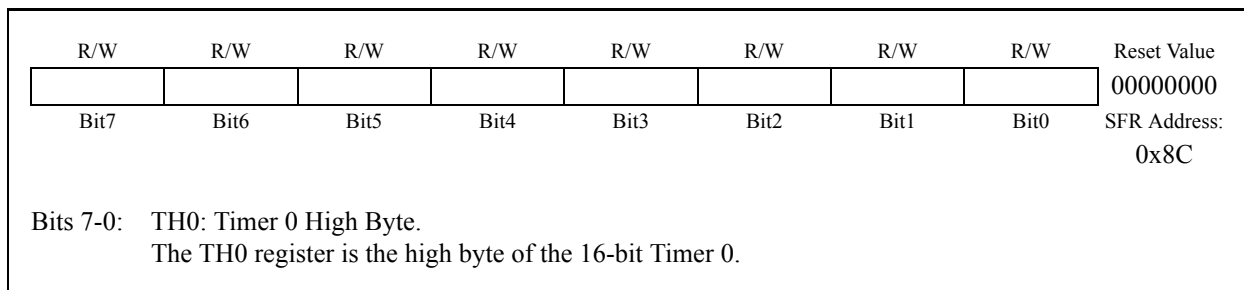 R/W R/W R/W R/W R/W R/W R/W R/W Reset Value
00000000
Bit7 Bit6 Bit5 Bit4 Bit3 Bit2 Bit1 Bit0 SFR Address:
0x8C
Bits 7-0: TH0: Timer 0 High Byte.
The TH0 register is the high byte of the 16-bit Timer 0.